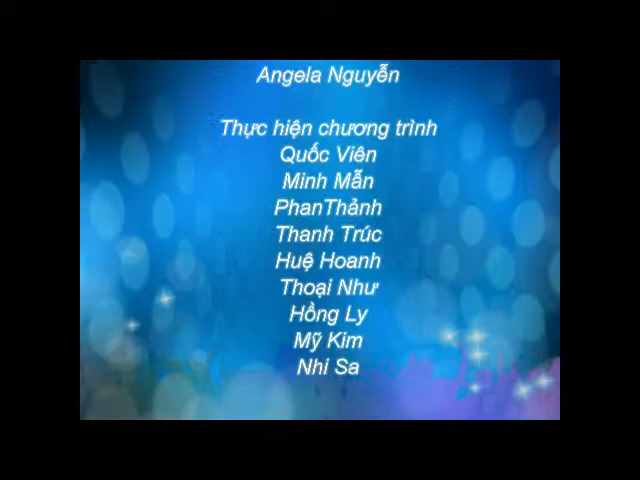 Angela Nguyễn
Thực hiện chương trình
Quốc Viên
Minh Mẫn
PhanThảnh
Thanh Trúc
Huệ Hoanh
Thoại Như
Hồng Ly
Mỹ Kim
Nhi Sa